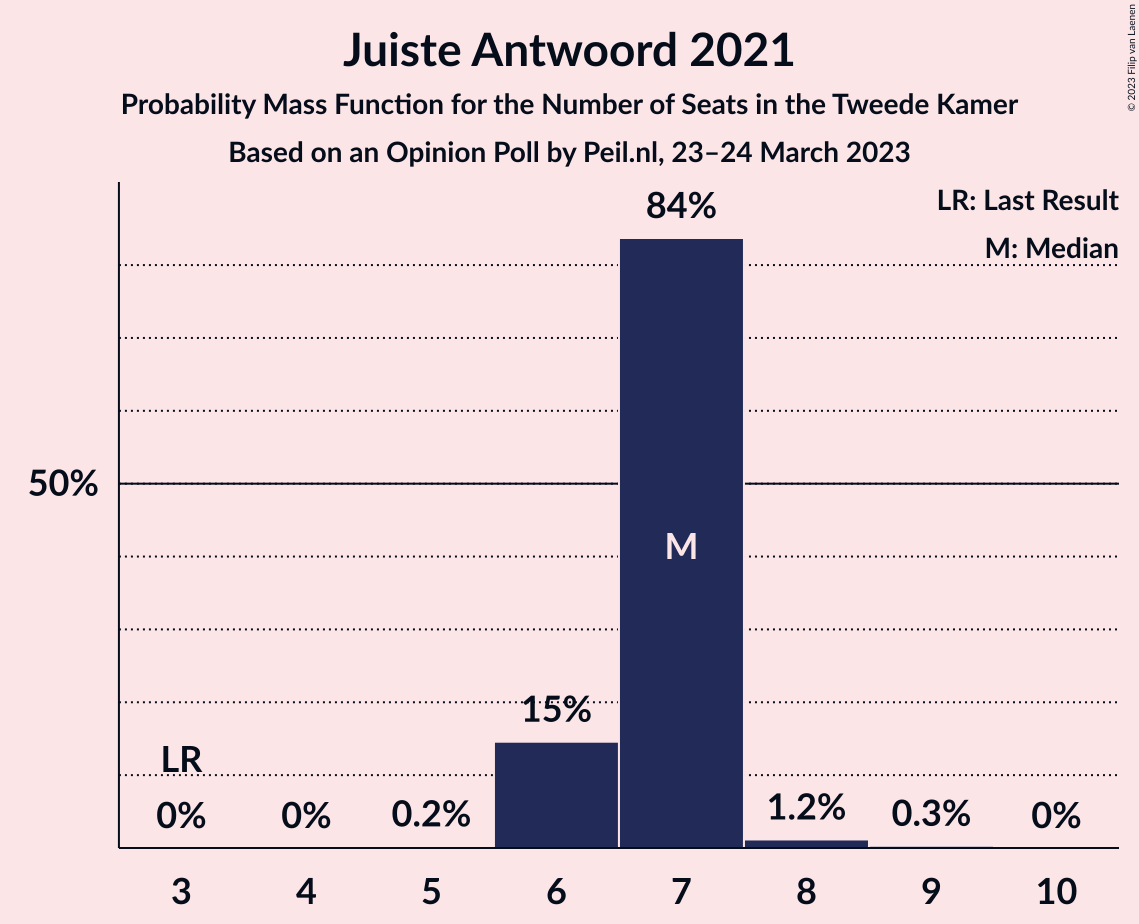 Juiste Antwoord 2021
Probability Mass Function for the Number of Seats in the Tweede Kamer
Based on an Opinion Poll by Peil.nl, 23–24 March 2023
© 2023 Filip van Laenen
LR: Last Result
M: Median
84%
50%
M
15%
LR
0% 0% 0.2% 1.2% 0.3% 0%
3 4 5 6 7 8 9 10